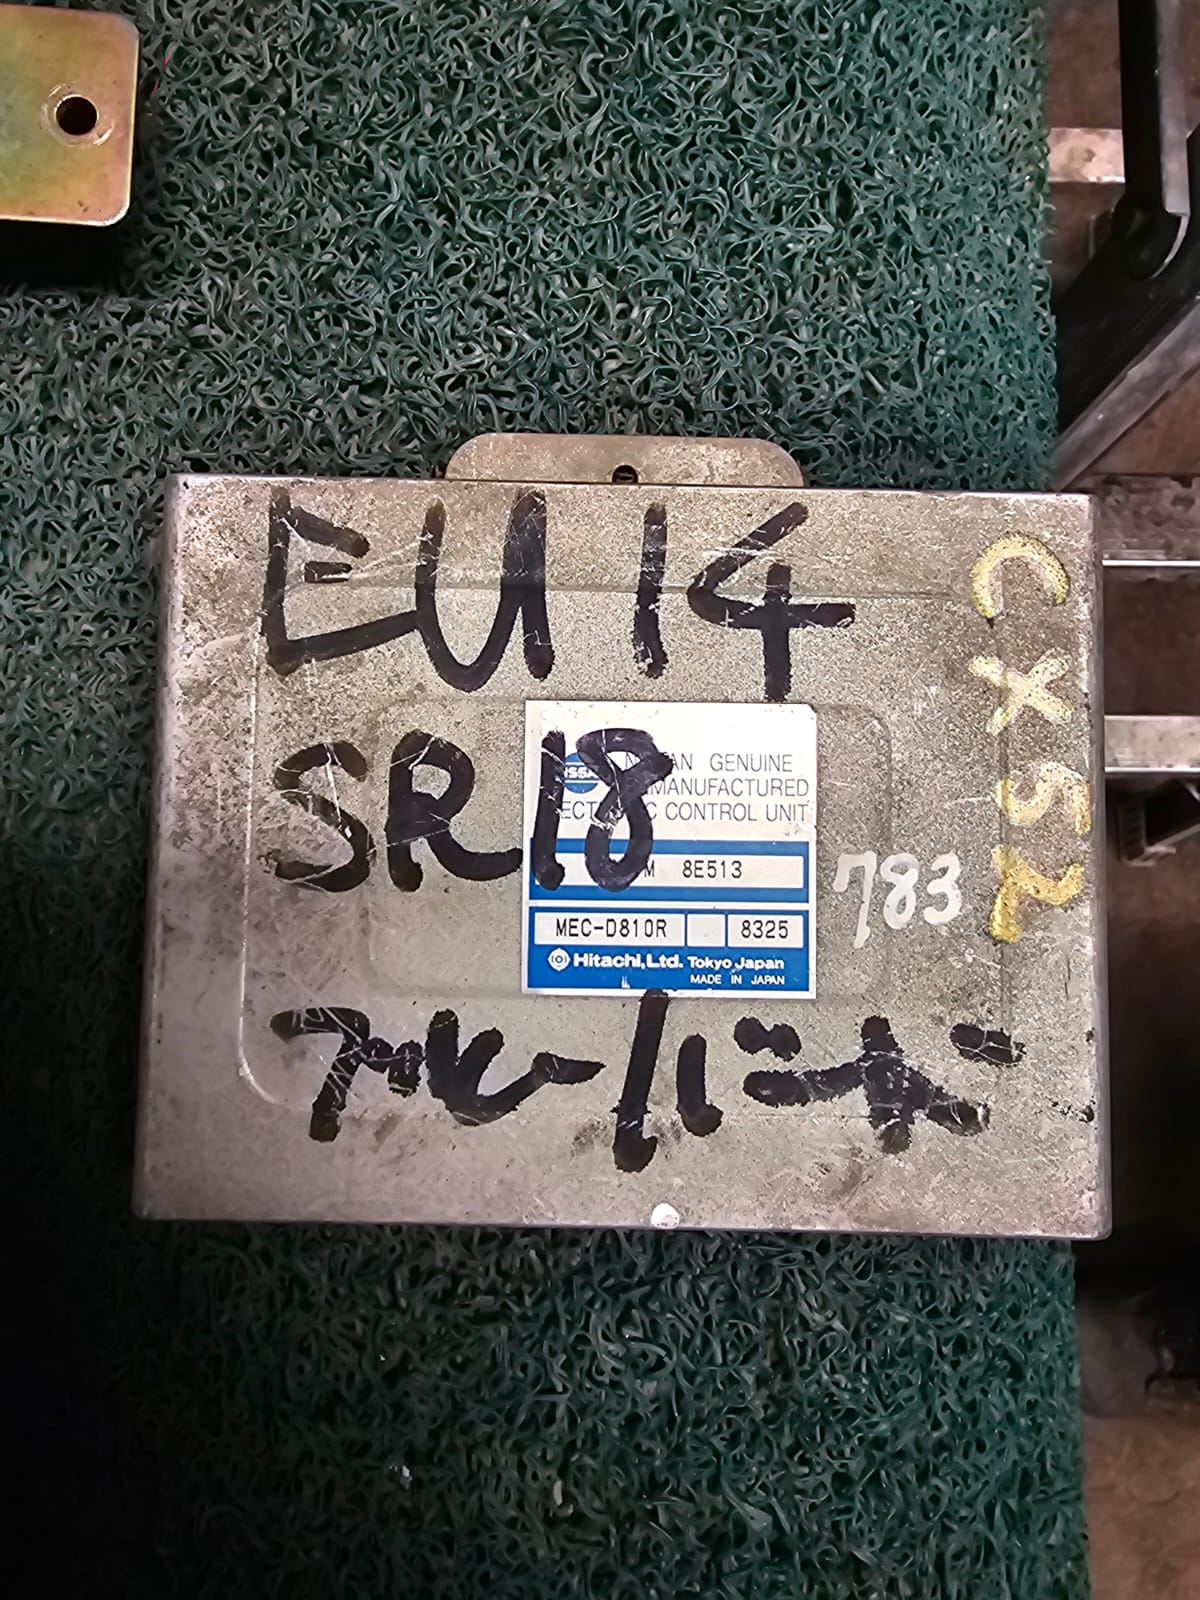 EU14
SR18
NISSAN GENUINE
MANUFACTURED
CONTROL UNIT
M 8E513
MEC-D810R 8325
Hitachi,Ltd. Tokyo Japan
MADE IN JAPAN
783
CX52
ブルーバード